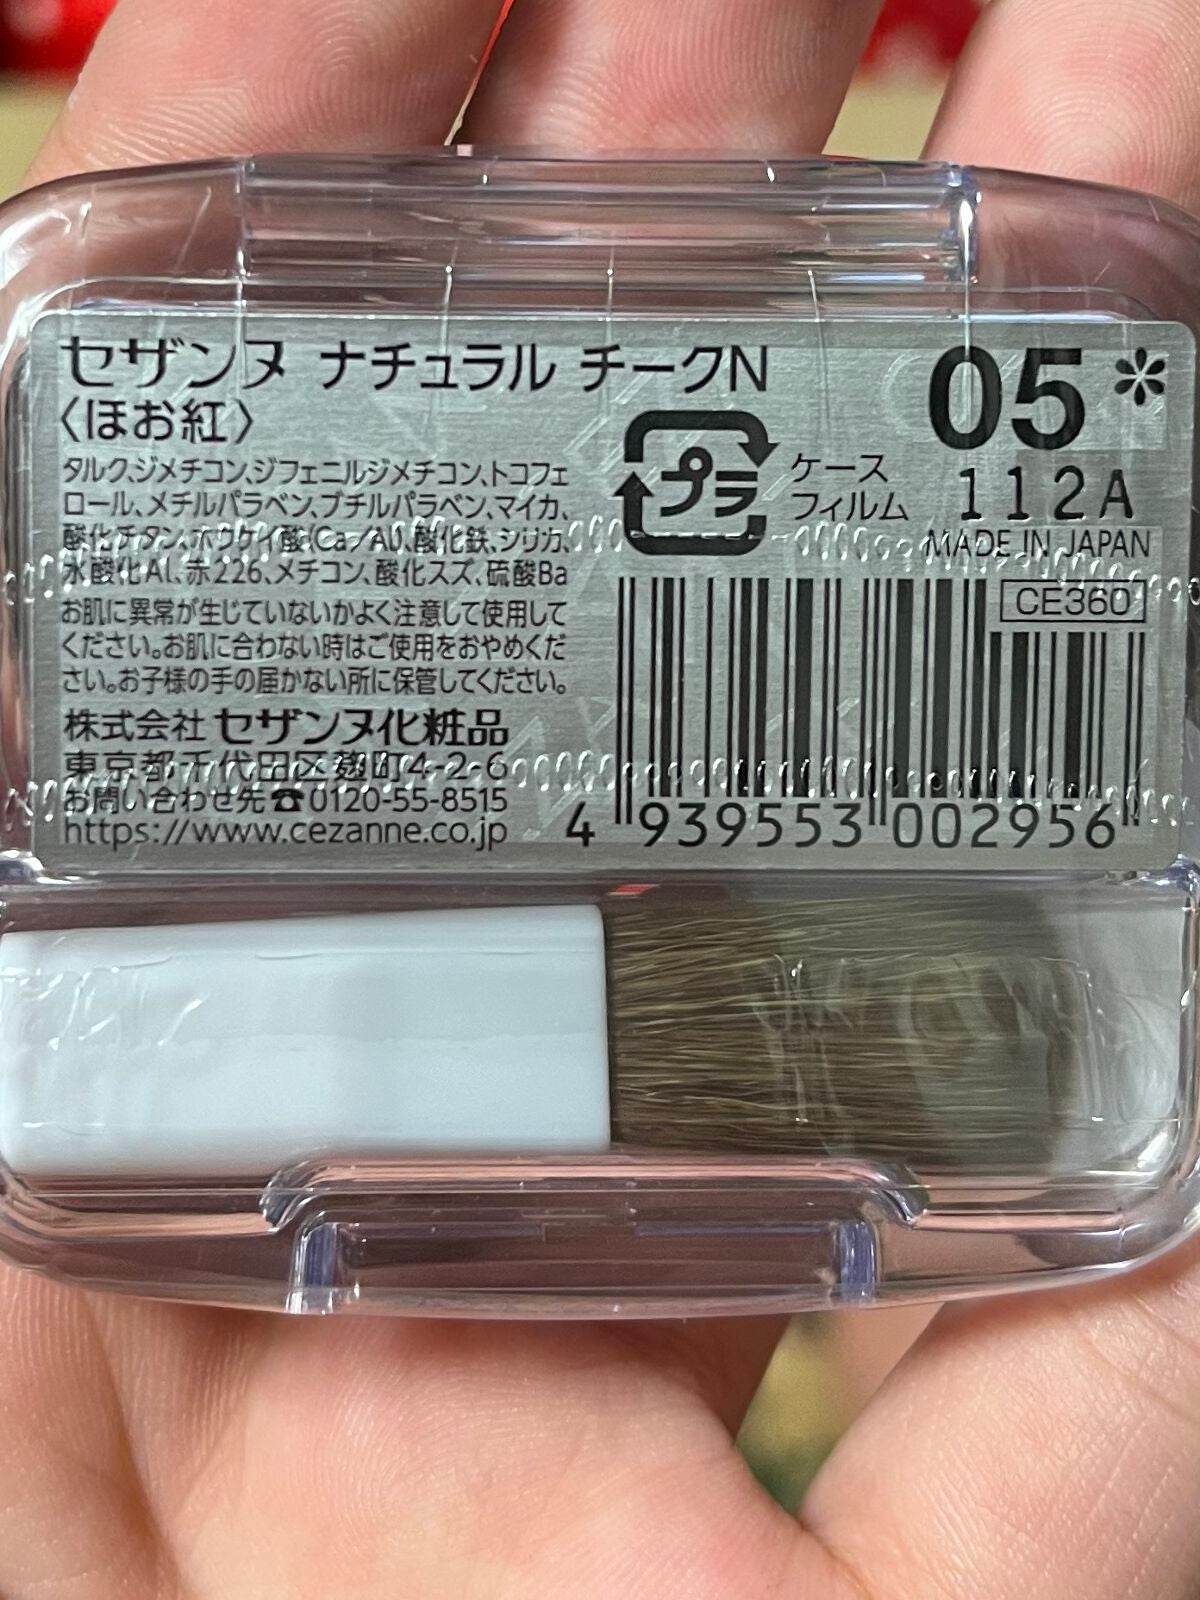 セザンヌ ナチュラル チークN
〈ほお紅〉
タルク、ジメチコン、ジフェニルジメチコン、トコフェ
ロール、メチルパラベン、ブチルパラベン、マイカ、
酸化チタン、ホウケイ酸(Ca/Al)、酸化鉄、シリカ、
水酸化Al、赤226、メチコン、酸化スズ、硫酸Ba
お肌に異常が生じていないかよく注意して使用して
ください。お肌に合わない時はご使用をおやめくだ
さい。お子様の手の届かない所に保管してください。
株式会社 セザンヌ化粧品
東京都千代田区麹町4-2-6
お問い合わせ先☎0120-55-8515
https://www.cezanne.co.jp
プラ
ケース
フィルム
05*
112A
MADE IN JAPAN
CE360
4 939553 002956